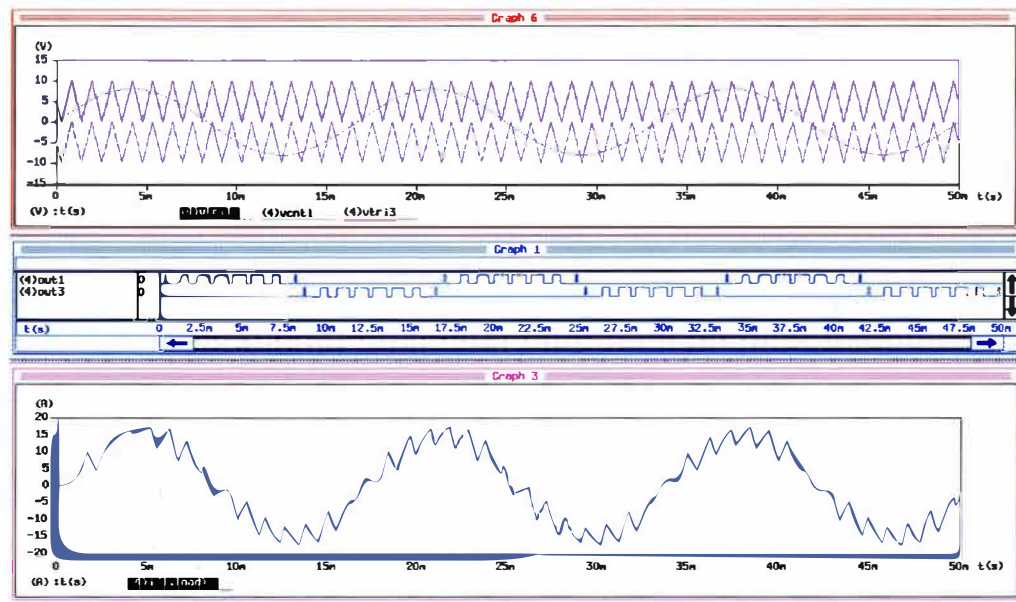 Graph 6
(V)
15
10
5
0
-5
-10
-15
0 5m 10m 15m 20m 25m 30m 35m 40m 45m 50m t(s)
(V) :t(s) (4)vcntl (4)vtri3
Graph 1
(4)out1 0
(4)out3 0
t(s) 0 2.5m 5m 7.5m 10m 12.5m 15m 17.5m 20m 22.5m 25m 27.5m 30m 32.5m 35m 37.5m 40m 42.5m 45m 47.5m 50m
Graph 3
(A)
20
15
10
5
0
-5
-10
-15
-20
0 5m 10m 15m 20m 25m 30m 35m 40m 45m 50m t(s)
(A) :t(s)